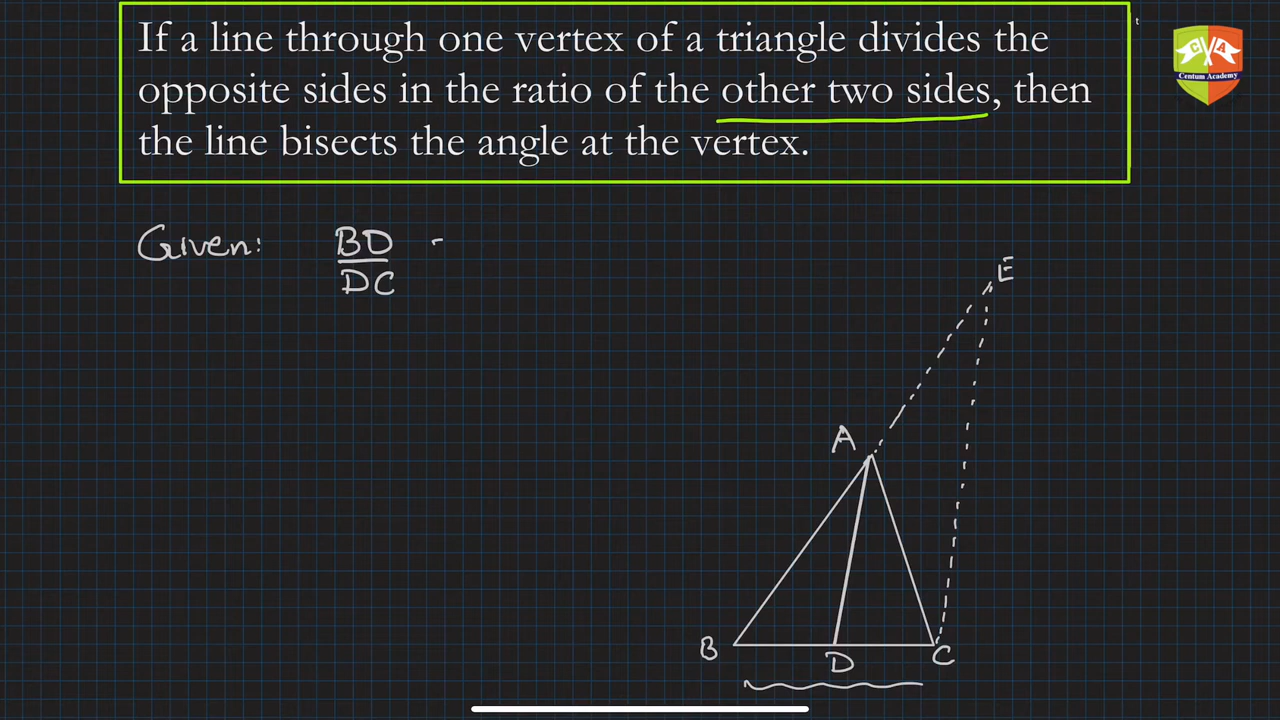 If a line through one vertex of a triangle divides the
opposite sides in the ratio of the other two sides, then
the line bisects the angle at the vertex.
C A
Centum Academy
Given: BD
DC
E
A
B
D
C